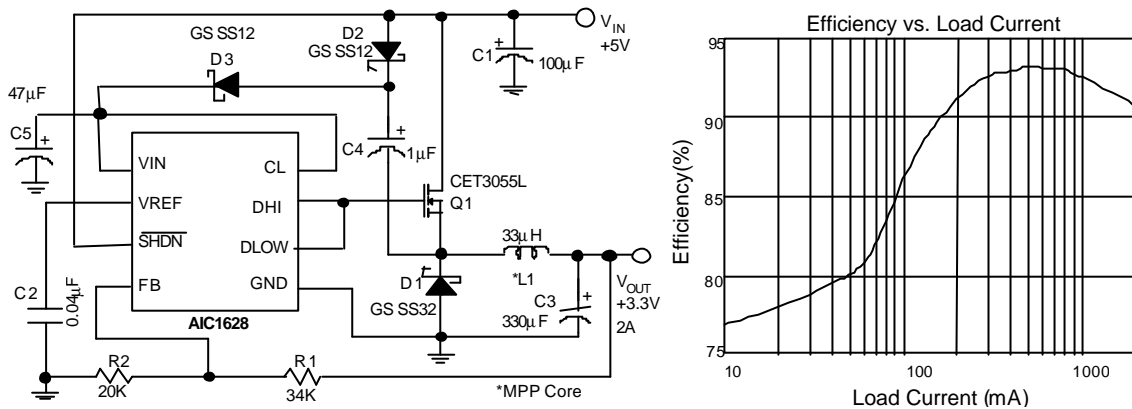 GS SS12
D2
GS SS12
D3
V_IN
+5V
C1
+
100μF
47μF
C5
+
VIN
CL
VREF
DHI
SHDN
DLOW
FB
GND
AIC1628
C4
+
1μF
CET3055L
Q1
33μH
*L1
D1
GS SS32
C3
+
330μF
V_OUT
+3.3V
2A
C2
0.04μF
R2
20K
R1
34K
*MPP Core
Efficiency vs. Load Current
95
90
85
80
75
Efficiency(%)
10
100
1000
Load Current (mA)